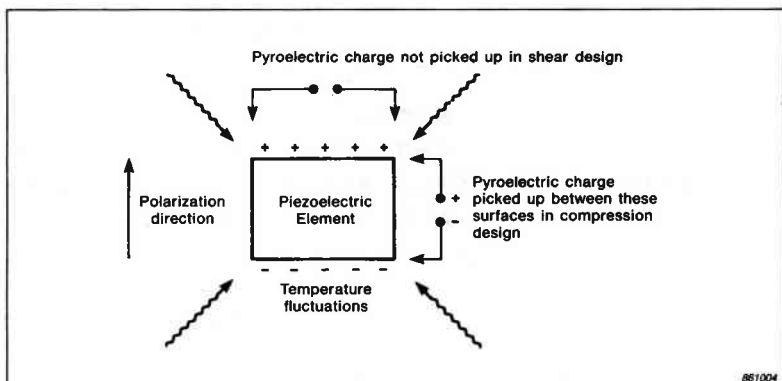 Pyroelectric charge not picked up in shear design
+ + + + +
Polarization
direction
Piezoelectric
Element
Pyroelectric charge
+ picked up between these
- surfaces in compression
design
- - - - -
Temperature
fluctuations
861004